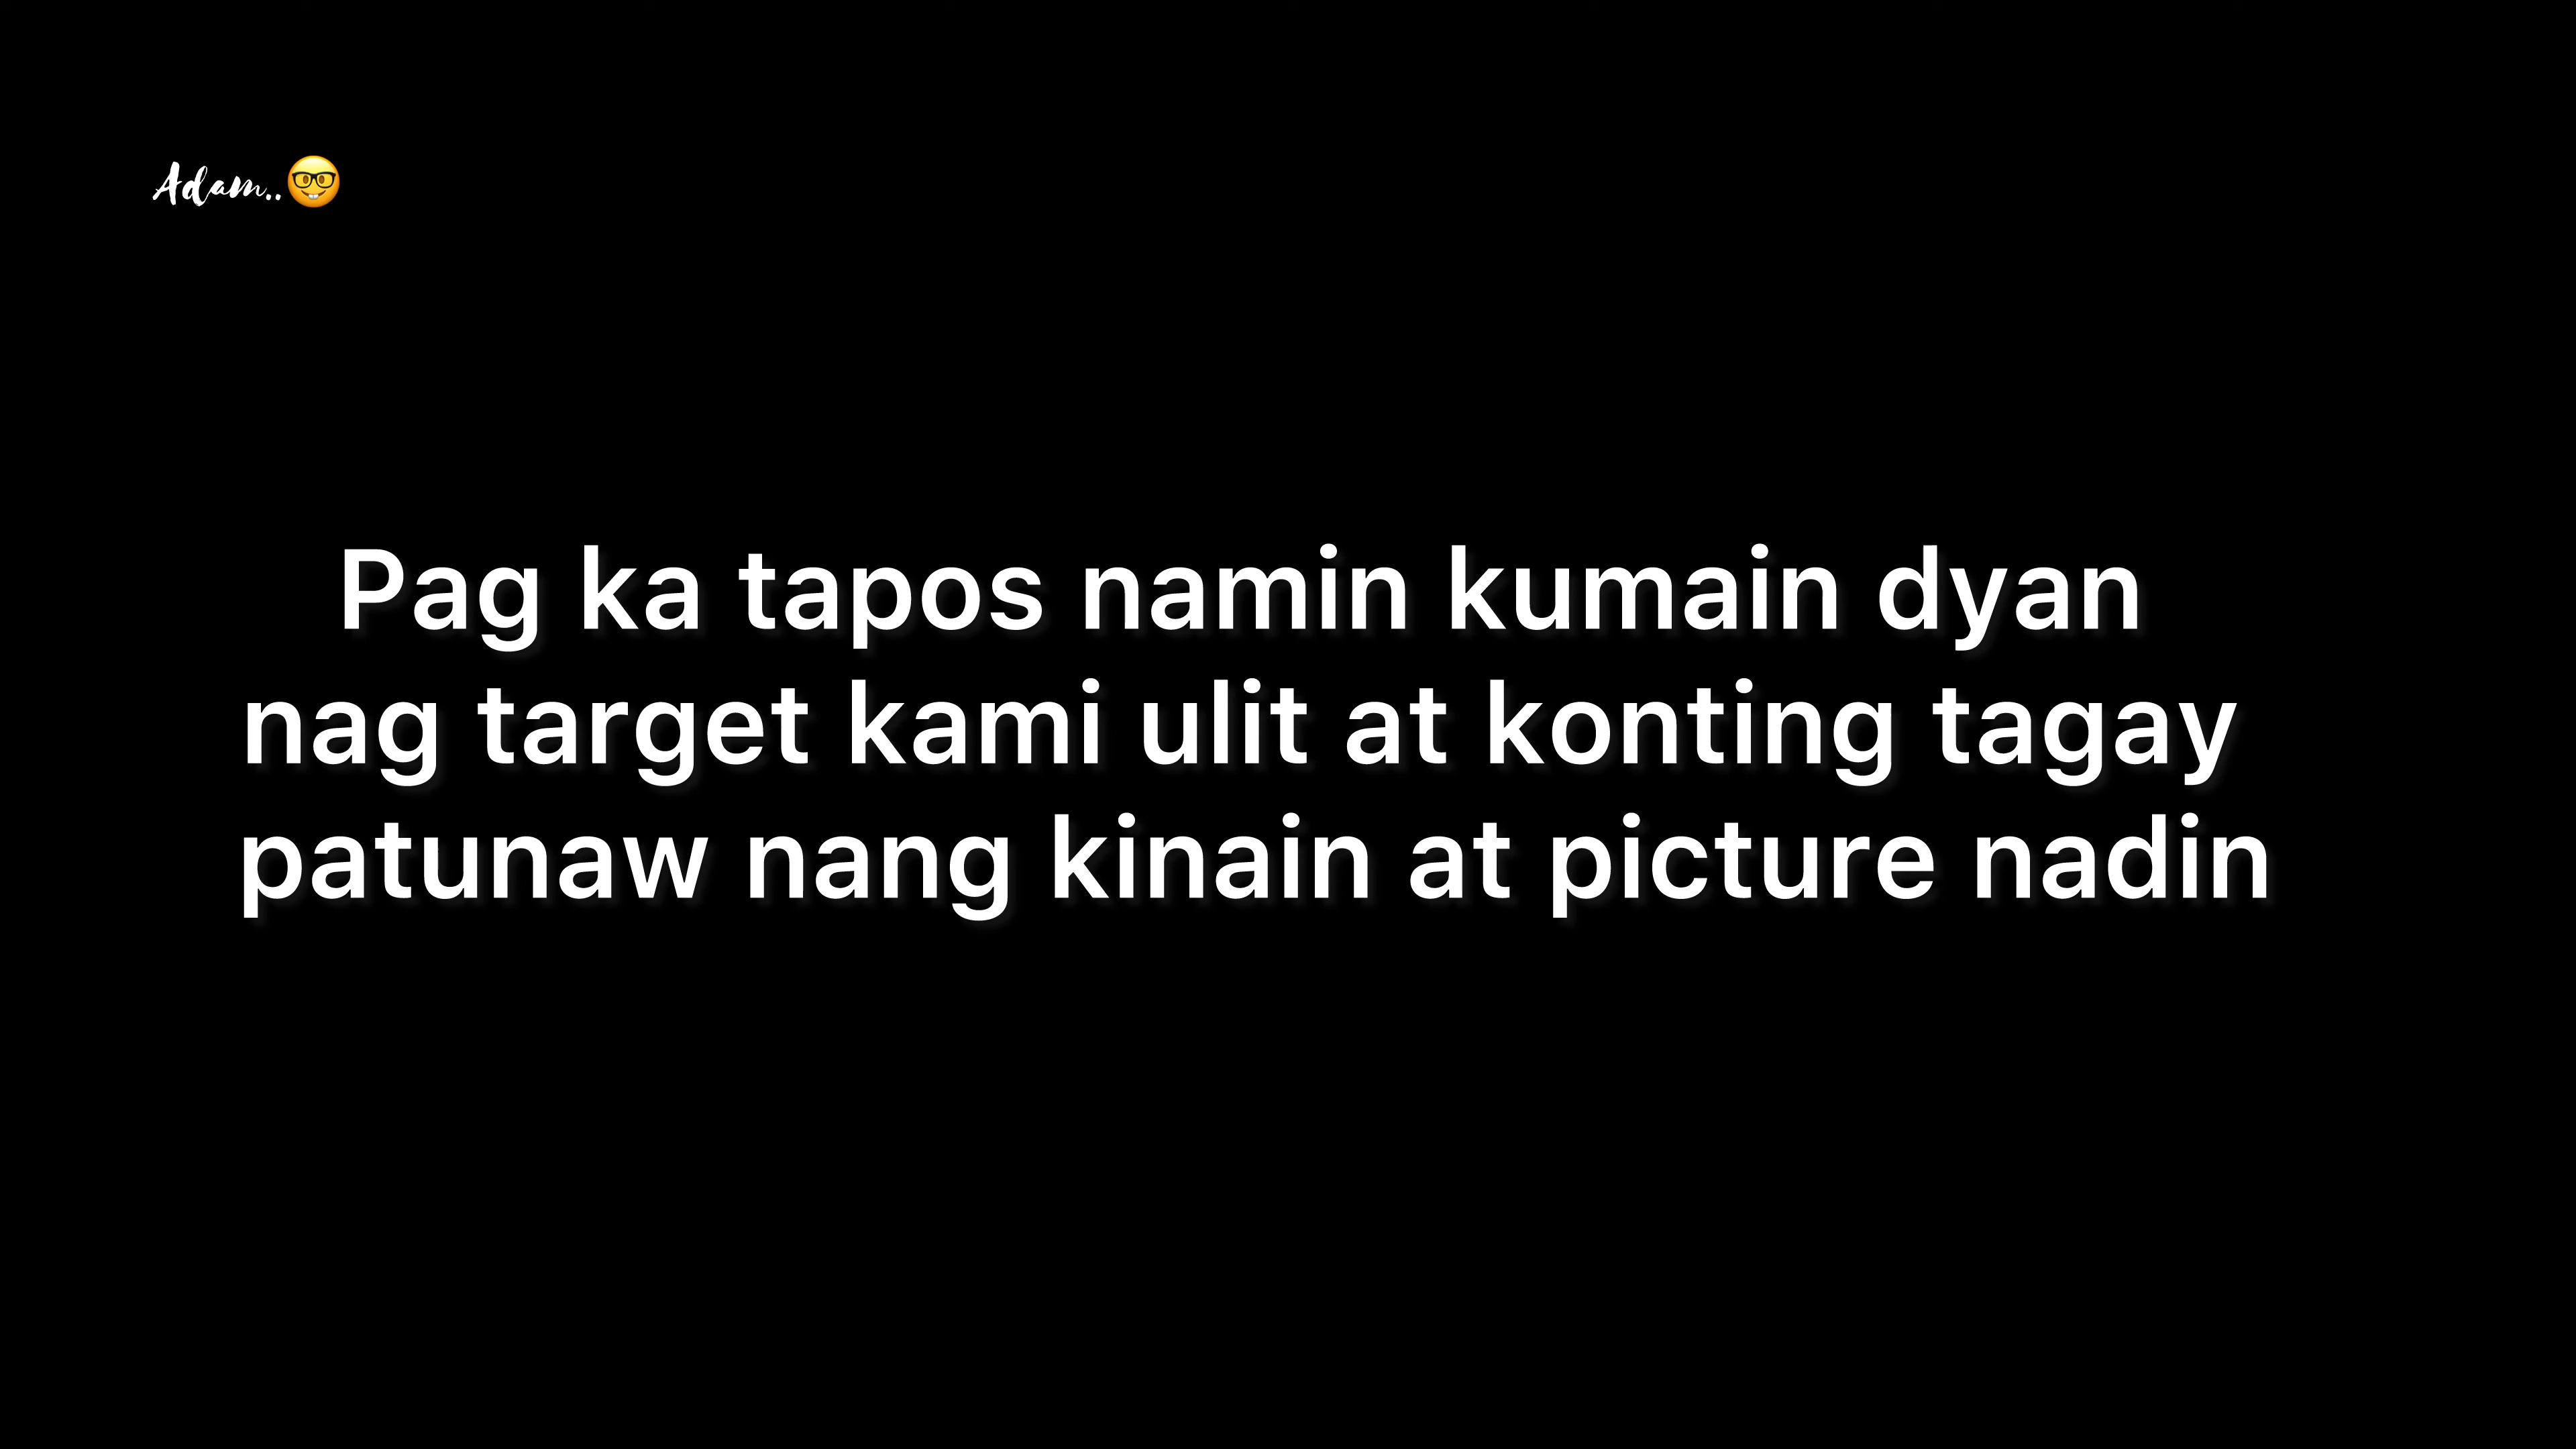 Adam..🤓
Pag ka tapos namin kumain dyan
nag target kami ulit at konting tagay
patunaw nang kinain at picture nadin